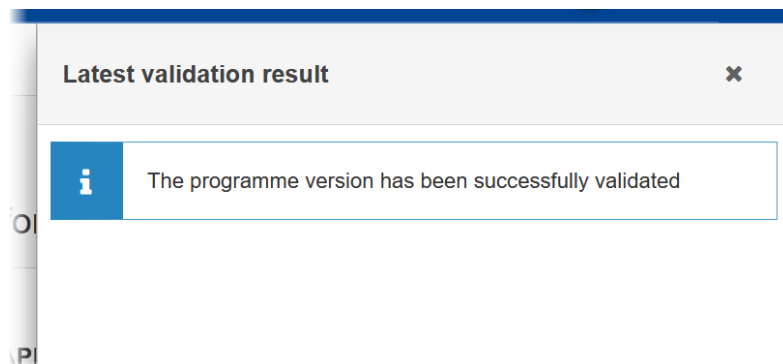 Latest validation result
The programme version has been successfully validated